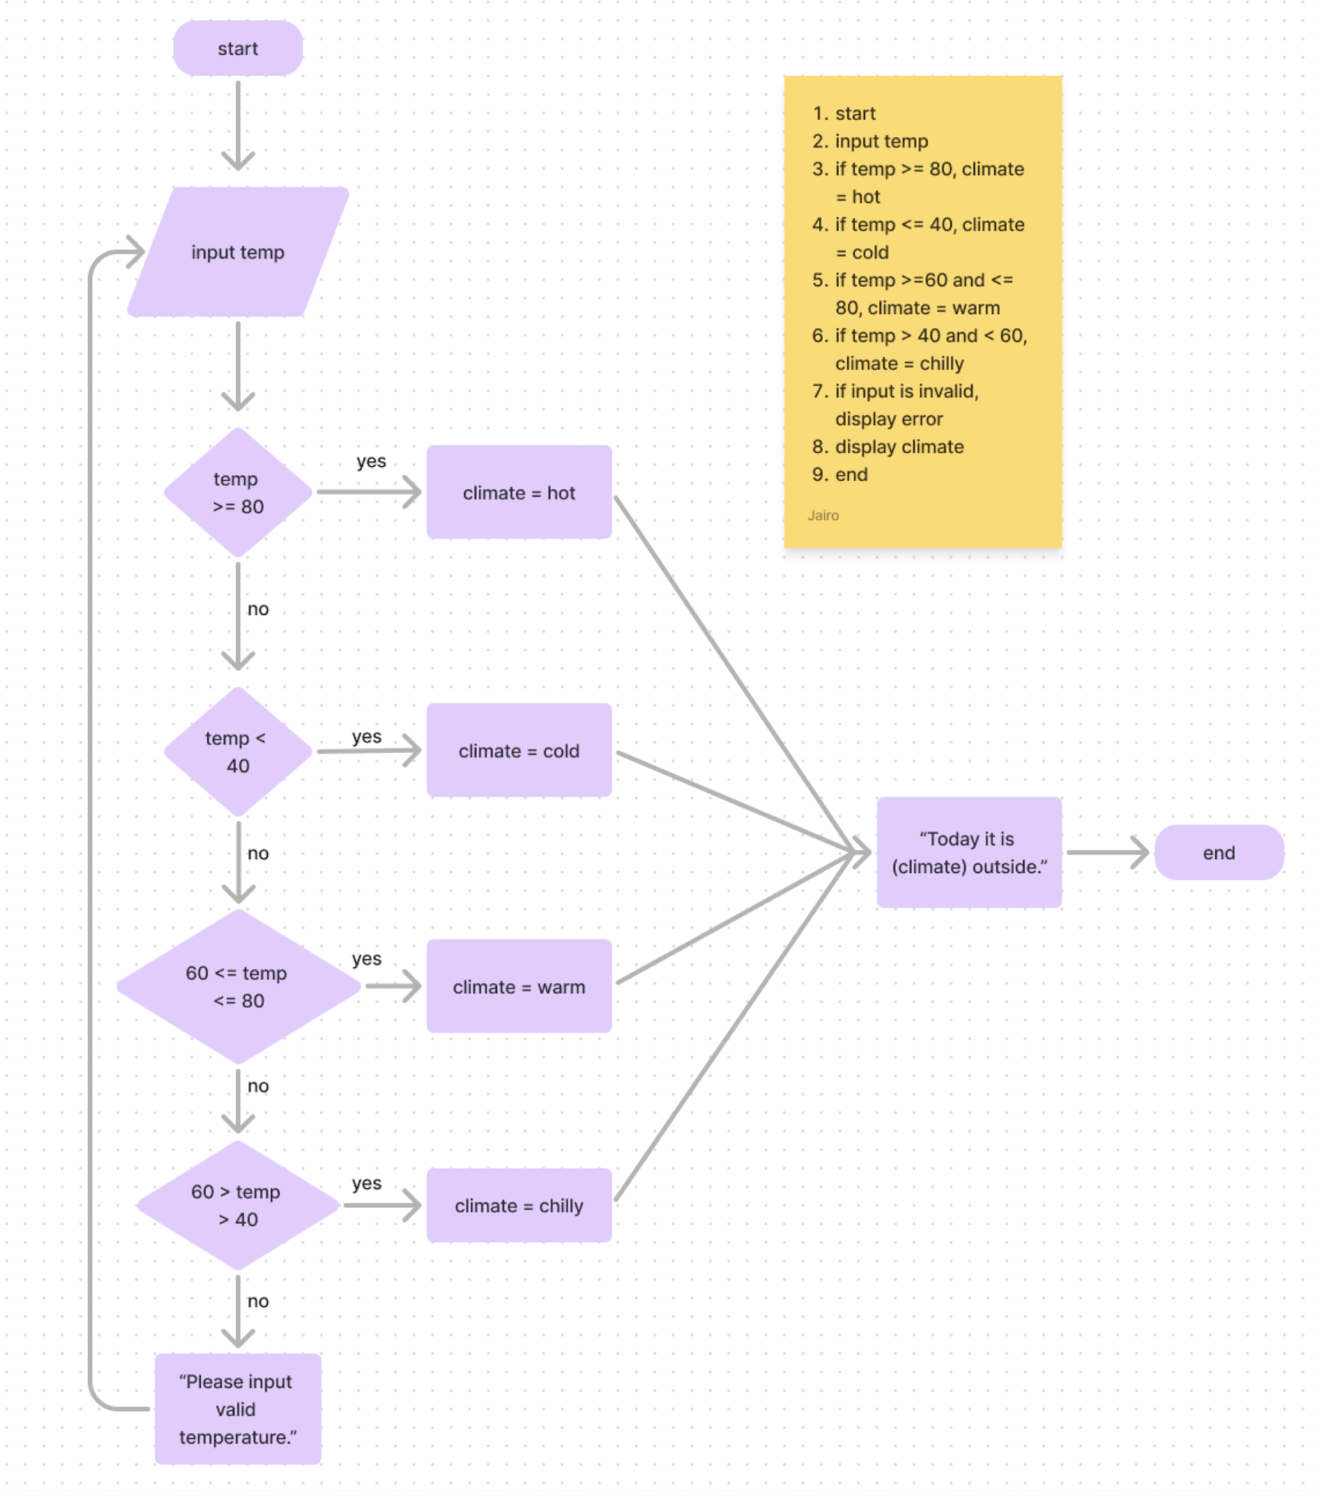 start
input temp
temp
>= 80
yes
climate = hot
no
temp <
40
yes
climate = cold
no
60 <= temp
<= 80
yes
climate = warm
no
60 > temp
> 40
yes
climate = chilly
no
“Please input
valid
temperature.”
“Today it is
(climate) outside.”
end
1. start
2. input temp
3. if temp >= 80, climate
= hot
4. if temp <= 40, climate
= cold
5. if temp >=60 and <=
80, climate = warm
6. if temp > 40 and < 60,
climate = chilly
7. if input is invalid,
display error
8. display climate
9. end
Jairo